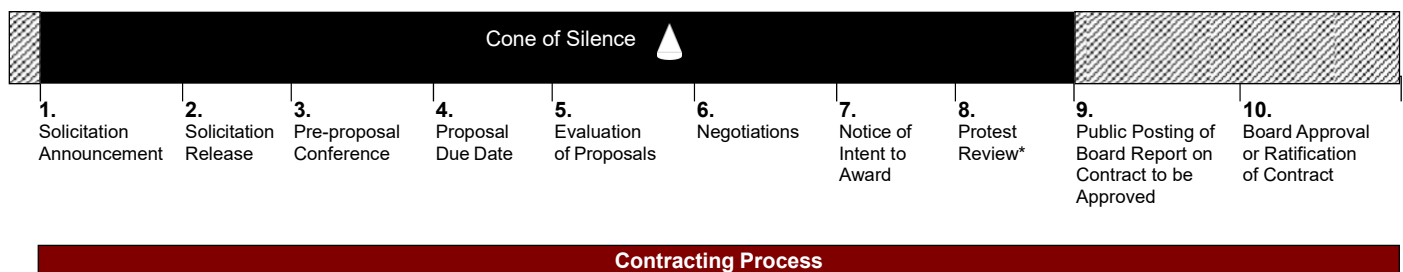 Cone of Silence
1.
Solicitation
Announcement
2.
Solicitation
Release
3.
Pre-proposal
Conference
4.
Proposal
Due Date
5.
Evaluation
of Proposals
6.
Negotiations
7.
Notice of
Intent to
Award
8.
Protest
Review*
9.
Public Posting of
Board Report on
Contract to be
Approved
10.
Board Approval
or Ratification
of Contract
Contracting Process